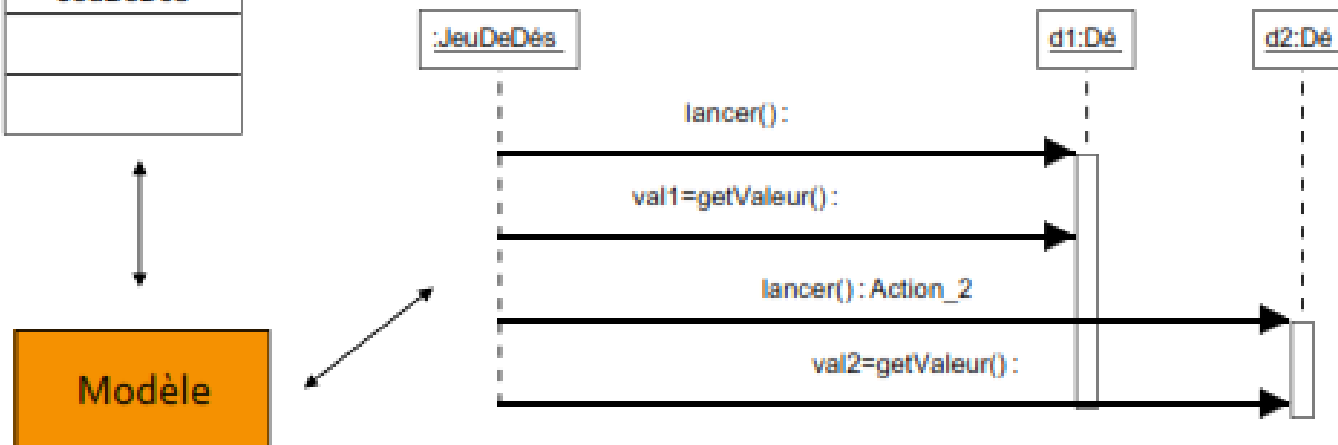 :JeuDeDés
d1:Dé
d2:Dé
lancer() :
val1=getValeur() :
lancer() : Action_2
val2=getValeur() :
Modèle